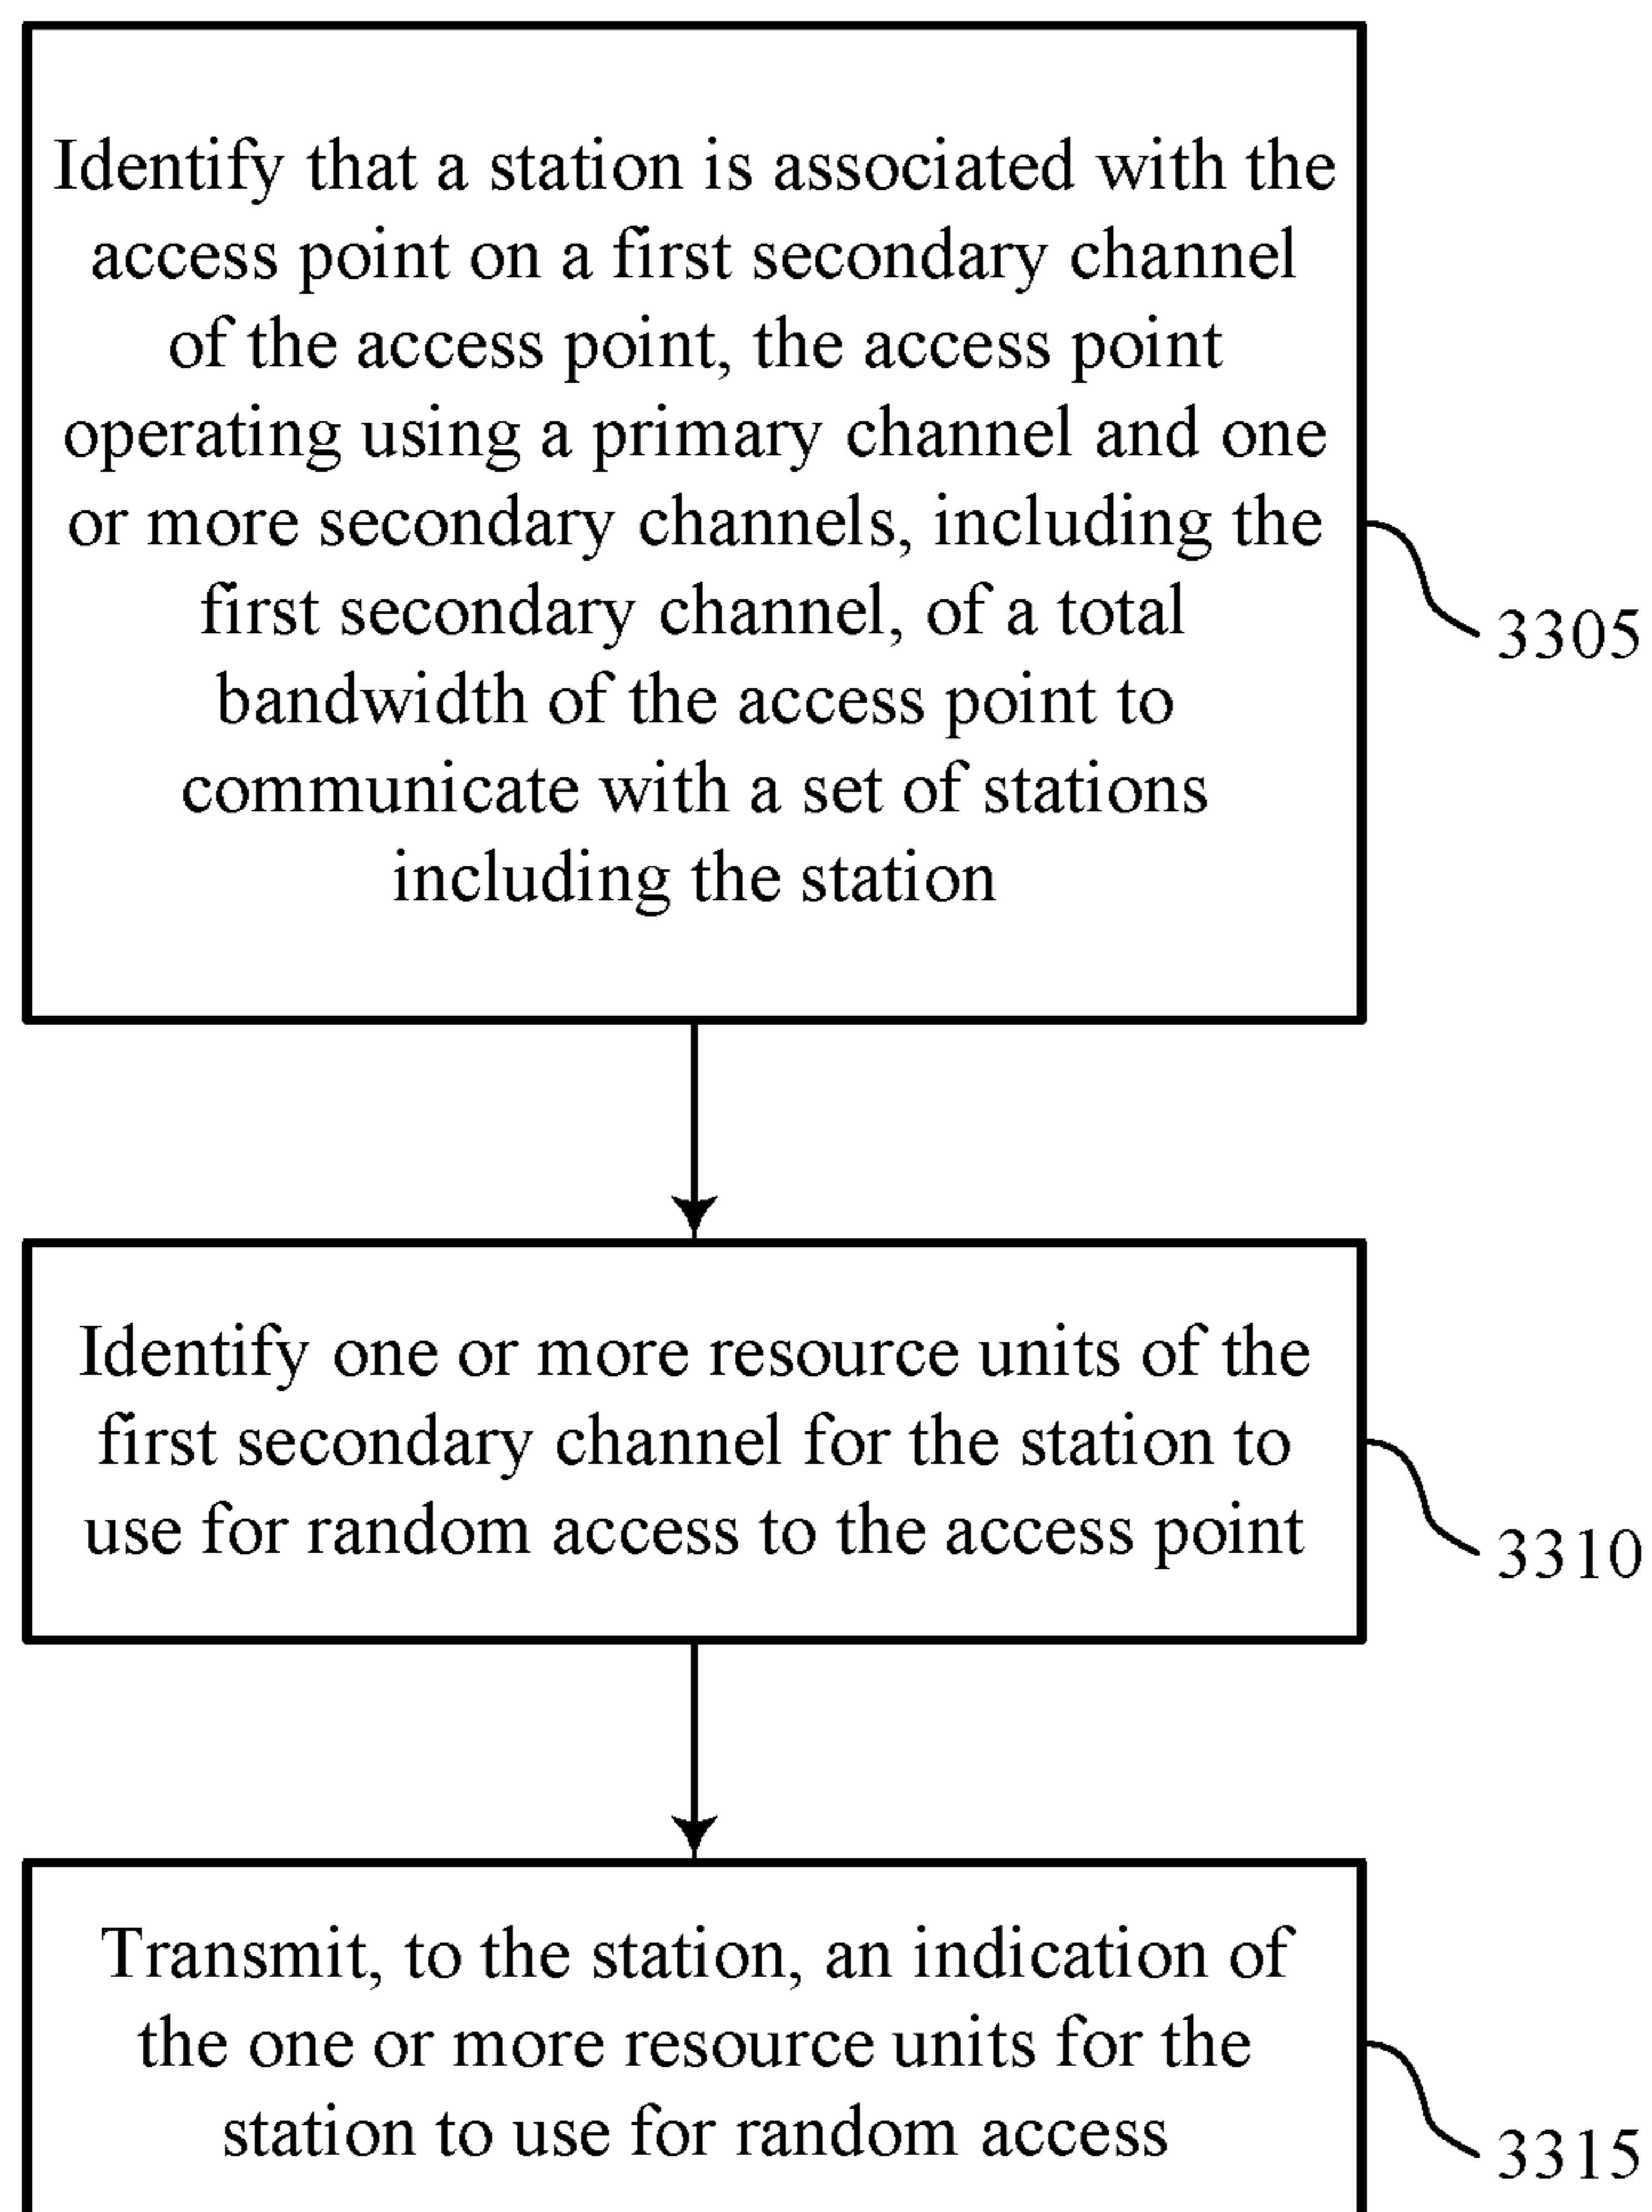 Identify that a station is associated with the
access point on a first secondary channel
of the access point, the access point
operating using a primary channel and one
or more secondary channels, including the
first secondary channel, of a total
bandwidth of the access point to
communicate with a set of stations
including the station
3305
Identify one or more resource units of the
first secondary channel for the station to
use for random access to the access point
3310
Transmit, to the station, an indication of
the one or more resource units for the
station to use for random access
3315